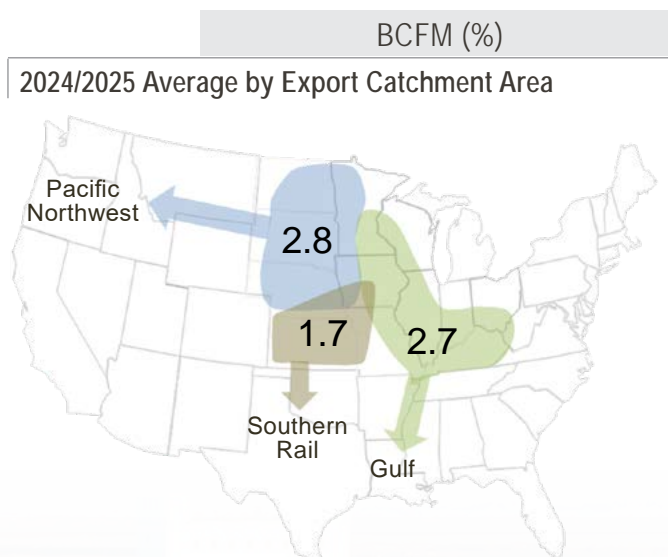 BCFM (%)
2024/2025 Average by Export Catchment Area
Pacific
Northwest
2.8
1.7
2.7
Southern
Rail
Gulf